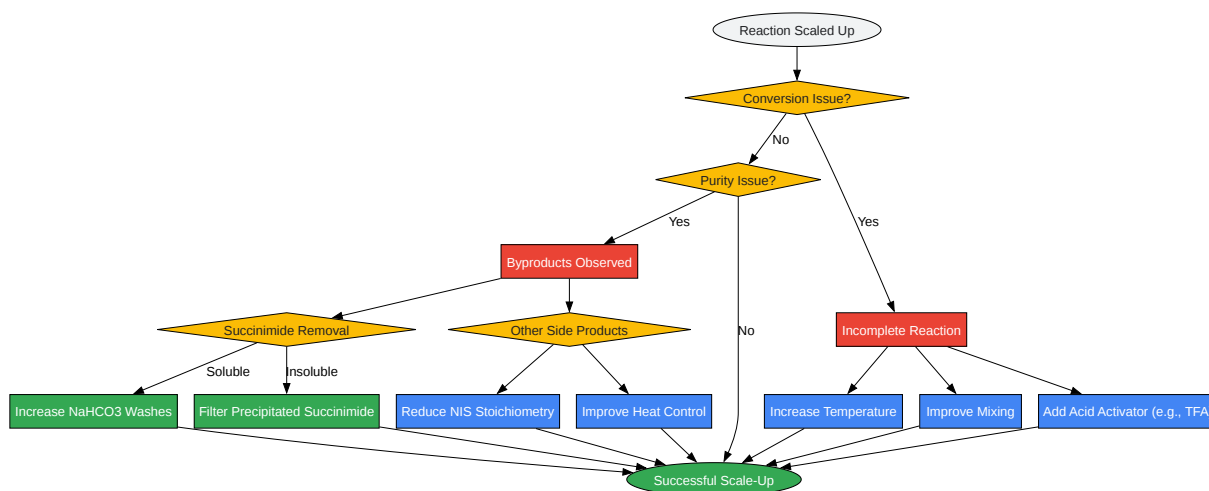 Reaction Scaled Up
Conversion Issue?
No
Purity Issue?
Yes
Yes
Byproducts Observed
Succinimide Removal
Other Side Products
No
Incomplete Reaction
Soluble
Insoluble
Increase NaHCO3 Washes
Filter Precipitated Succinimide
Reduce NIS Stoichiometry
Improve Heat Control
Increase Temperature
Improve Mixing
Add Acid Activator (e.g., TFA
Successful Scale-Up